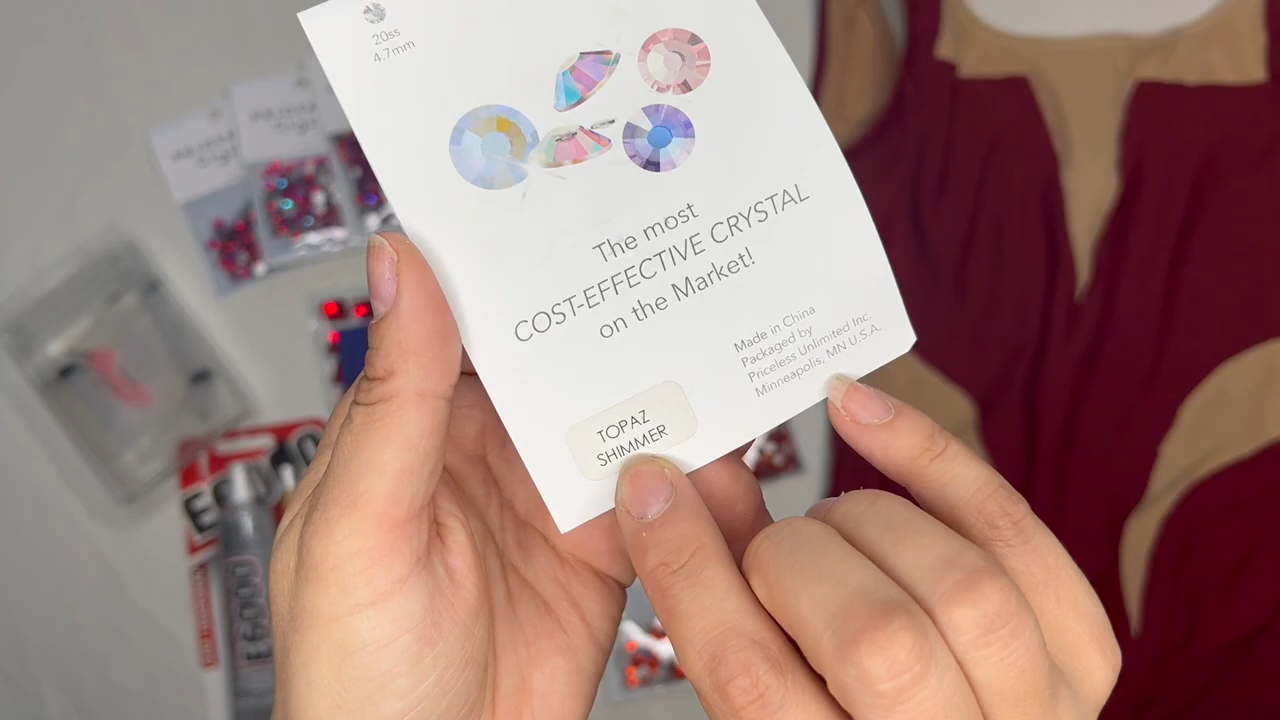 20ss
4.7mm
The most
COST-EFFECTIVE CRYSTAL
on the Market!
Made in China
Packaged by
Priceless Unlimited Inc.
Minneapolis, MN U.S.A.
TOPAZ
SHIMMER
E6000